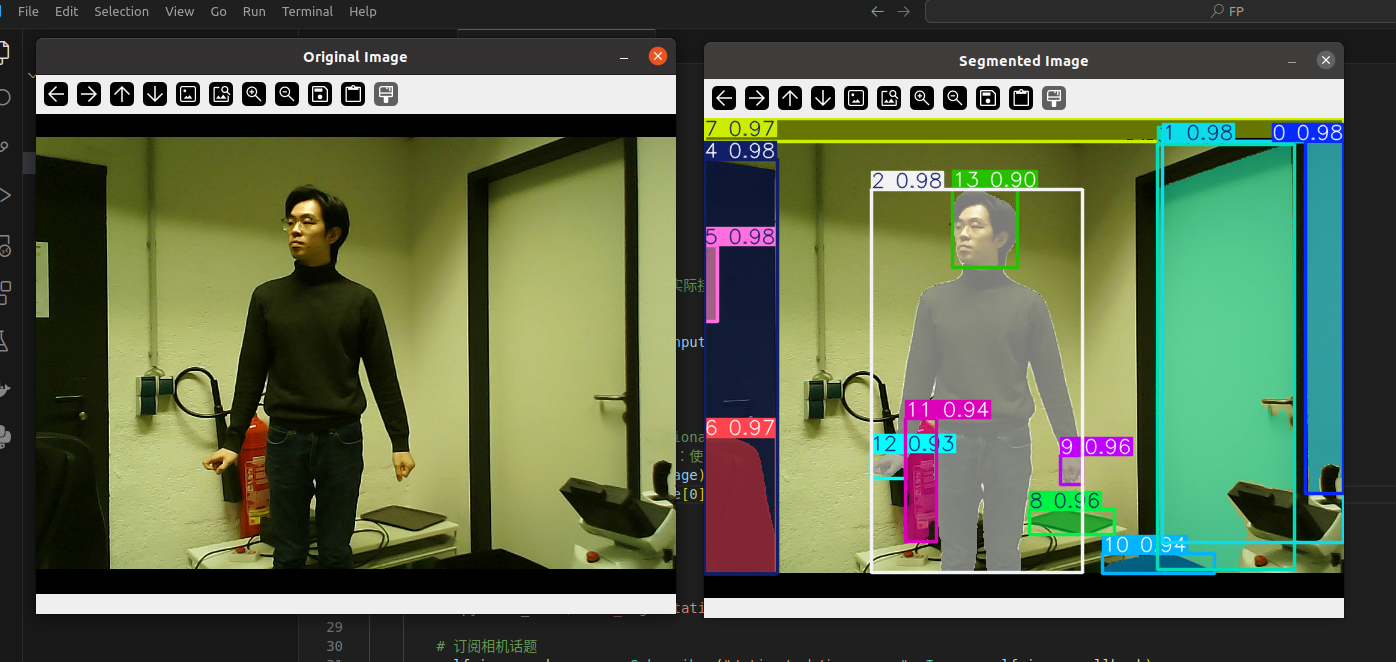 File Edit Selection View Go Run Terminal Help
FP
Original Image
Segmented Image
7 0.97
1 0.98
0 0.98
4 0.98
2 0.98
13 0.90
5 0.98
实际
nput
11 0.94
6 0.97
12 0.93
9 0.96
iona
：使
age)
e[0]
8 0.96
10 0.94
tati
29
30 # 订阅相机话题